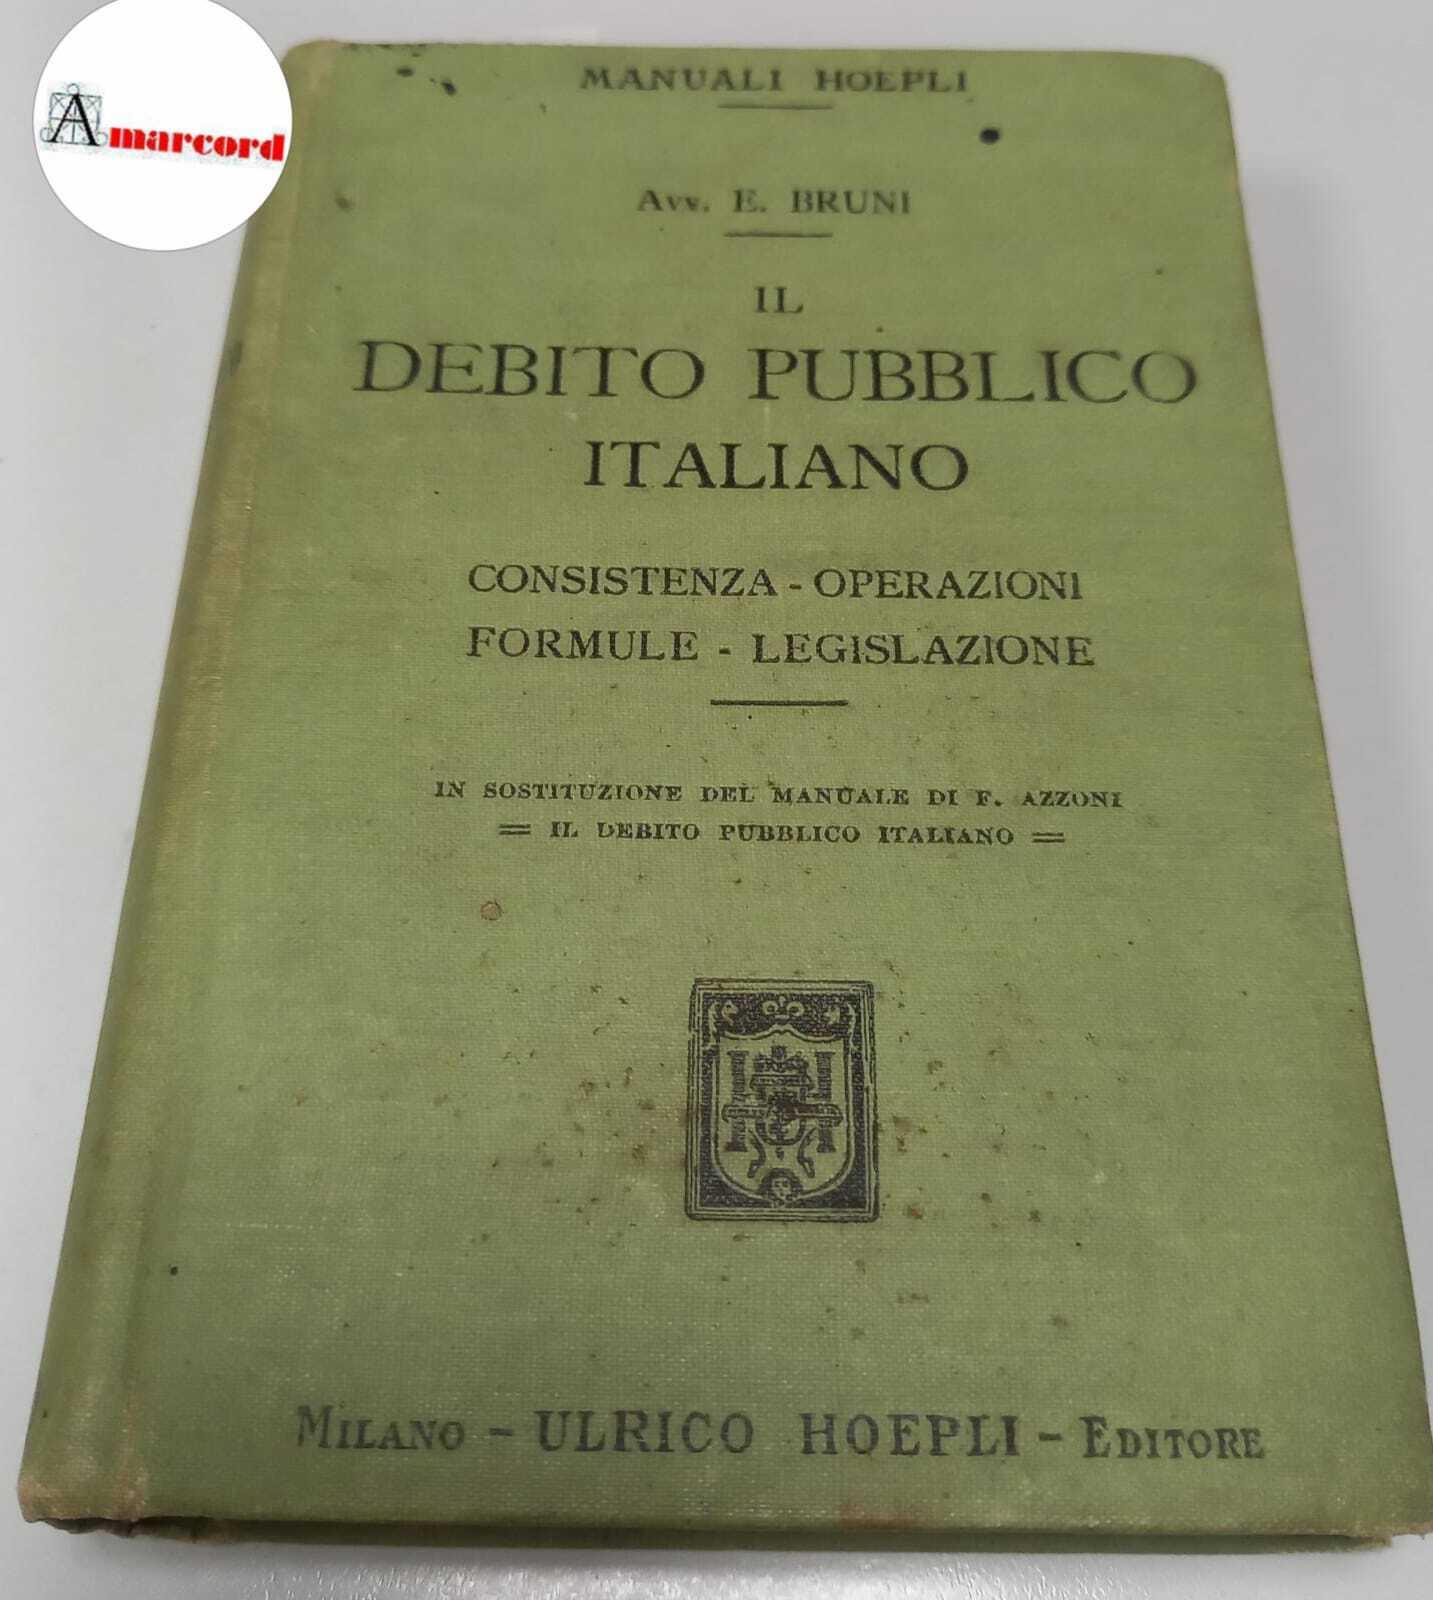 Amarcord
MANUALI HOEPLI
Avv. E. BRUNI
IL
DEBITO PUBBLICO
ITALIANO
CONSISTENZA - OPERAZIONI
FORMULE - LEGISLAZIONE
IN SOSTITUZIONE DEL MANUALE DI F. AZZONI
= IL DEBITO PUBBLICO ITALIANO =
MILANO - ULRICO HOEPLI - EDITORE